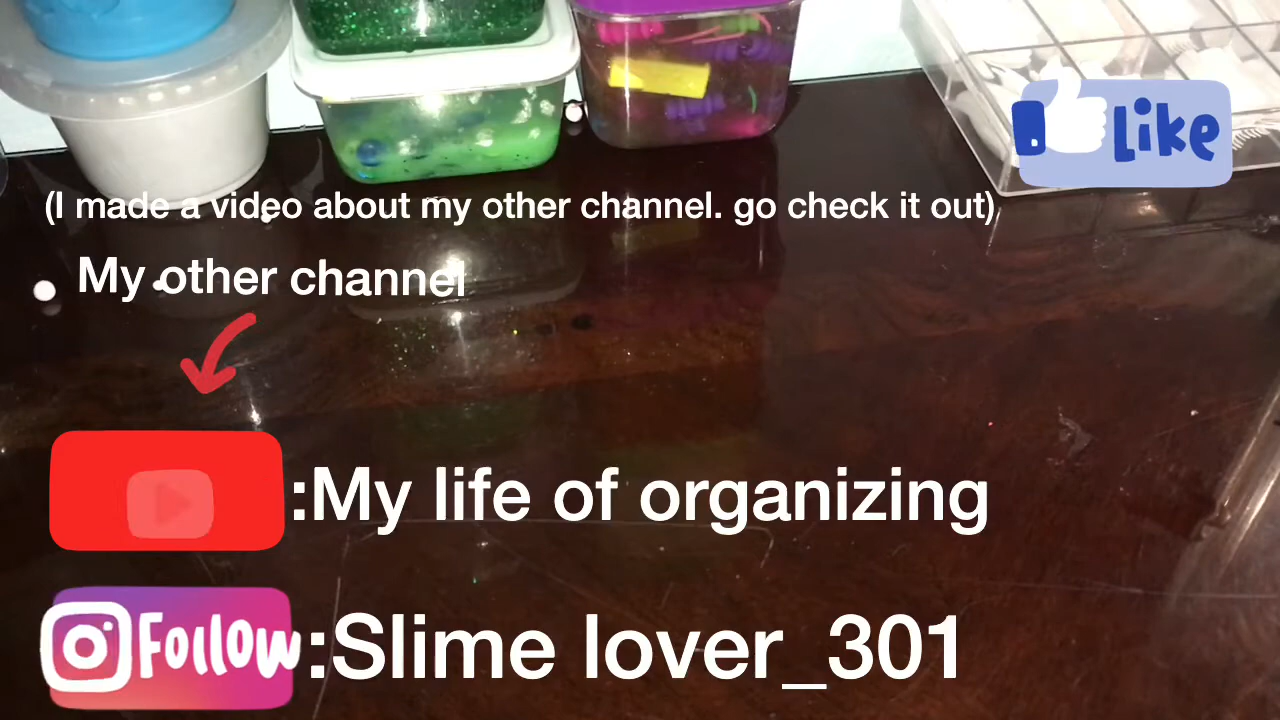 Like
(I made a video about my other channel. go check it out)
My other channel
:My life of organizing
Follow:Slime lover_301